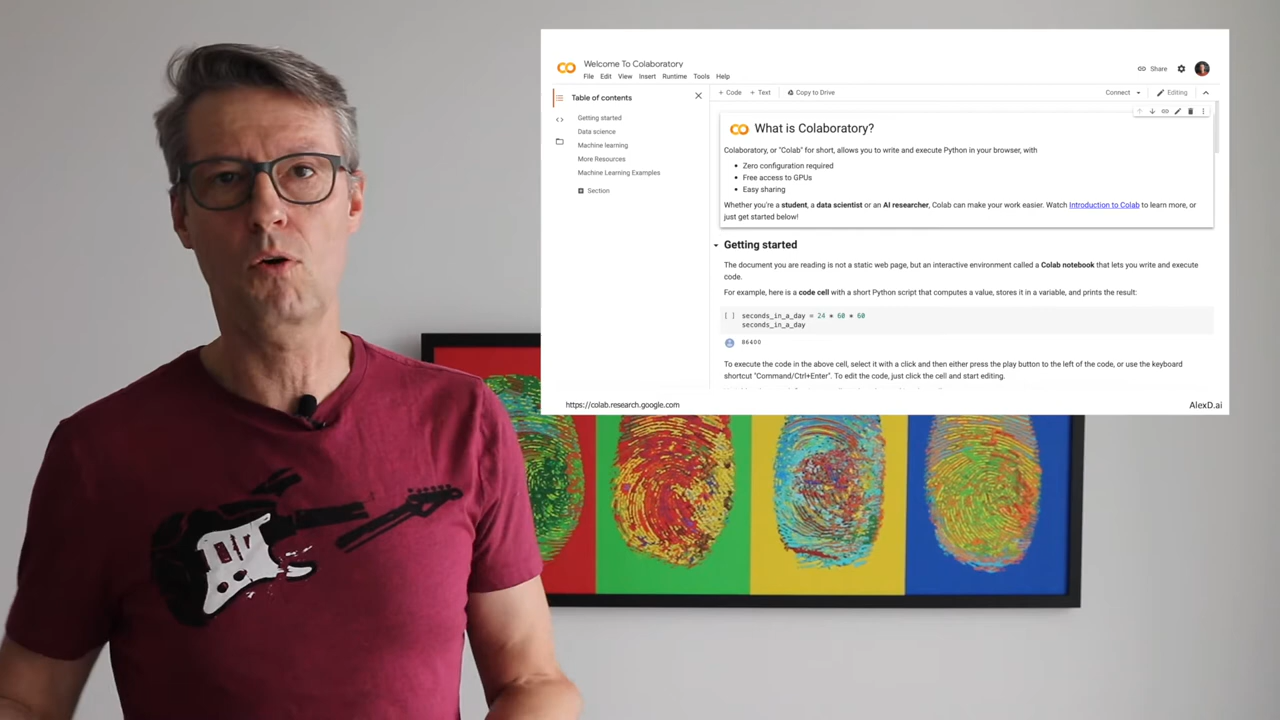 Welcome To Colaboratory
File Edit View Insert Runtime Tools Help
Share
Table of contents
+ Code + Text Copy to Drive
Connect
Editing
Getting started
Data science
Machine learning
More Resources
Machine Learning Examples
Section
What is Colaboratory?
Colaboratory, or "Colab" for short, allows you to write and execute Python in your browser, with
Zero configuration required
Free access to GPUs
Easy sharing
Whether you're a student, a data scientist or an AI researcher, Colab can make your work easier. Watch Introduction to Colab to learn more, or
just get started below!
Getting started
The document you are reading is not a static web page, but an interactive environment called a Colab notebook that lets you write and execute
code.
For example, here is a code cell with a short Python script that computes a value, stores it in a variable, and prints the result:
[ ] seconds_in_a_day = 24 * 60 * 60
seconds_in_a_day
86400
To execute the code in the above cell, select it with a click and then either press the play button to the left of the code, or use the keyboard
shortcut "Command/Ctrl+Enter". To edit the code, just click the cell and start editing.
https://colab.research.google.com
AlexD.ai